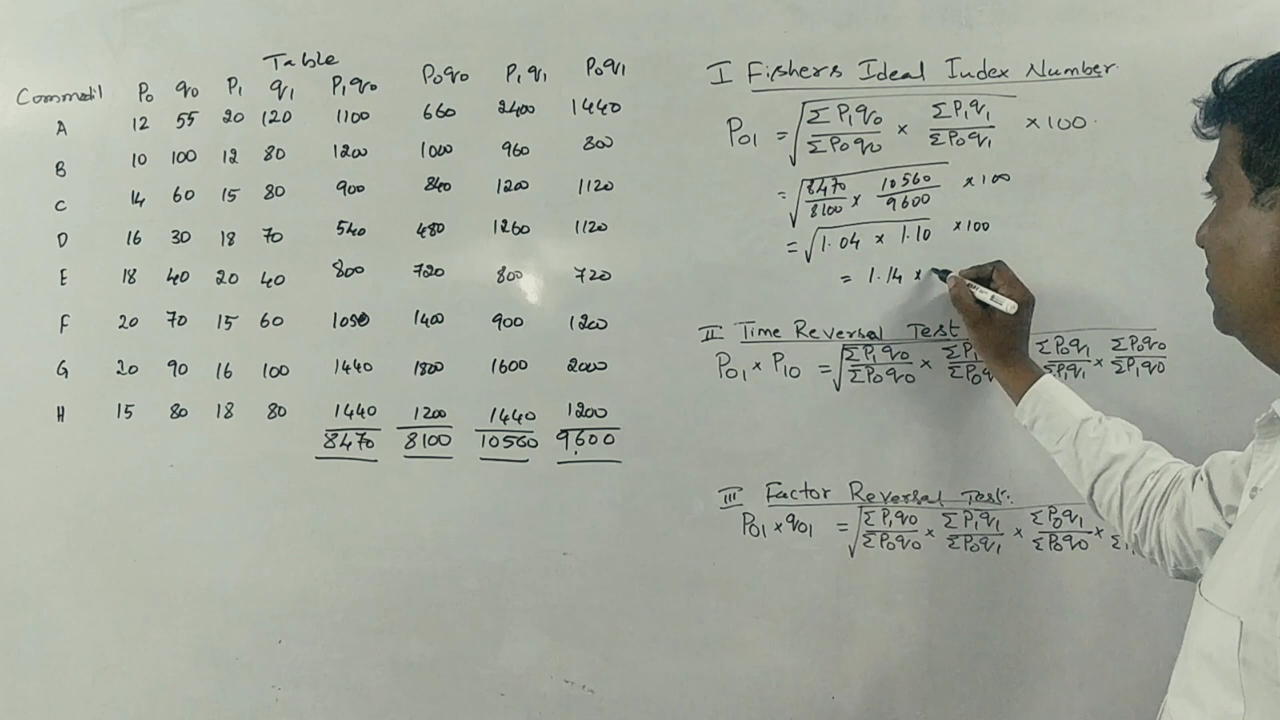 Table
Commodil P0 q0 P1 q1 P1q0 P0q0 P1q1 P0q1
A 12 55 20 120 1100 660 2400 1440
B 10 100 12 80 1200 1000 960 800
C 14 60 15 80 900 840 1200 1120
D 16 30 18 70 540 480 1260 1120
E 18 40 20 40 800 720 800 720
F 20 70 15 60 1050 1400 900 1200
G 20 90 16 100 1440 1800 1600 2000
H 15 80 18 80 1440 1200 1440 1200
8470 8100 10560 9600
I Fishers Ideal Index Number
P01 = √(ΣP1q0/ΣP0q0 × ΣP1q1/ΣP0q1) × 100.
= √(8470/8100 × 10560/9600) × 100
= √(1.04 × 1.10) × 100
= 1.14 ×
II Time Reversal Test
P01 × P10 = √(ΣP1q0/ΣP0q0 × ΣP1/ΣP0q ΣP0q1/ΣP1q1 × ΣP0q0/ΣP1q0)
III Factor Reversal Test:
P01 × q01 = √(ΣP1q0/ΣP0q0 × ΣP1q1/ΣP0q1 × ΣP0q1/ΣP0q0 × Σ